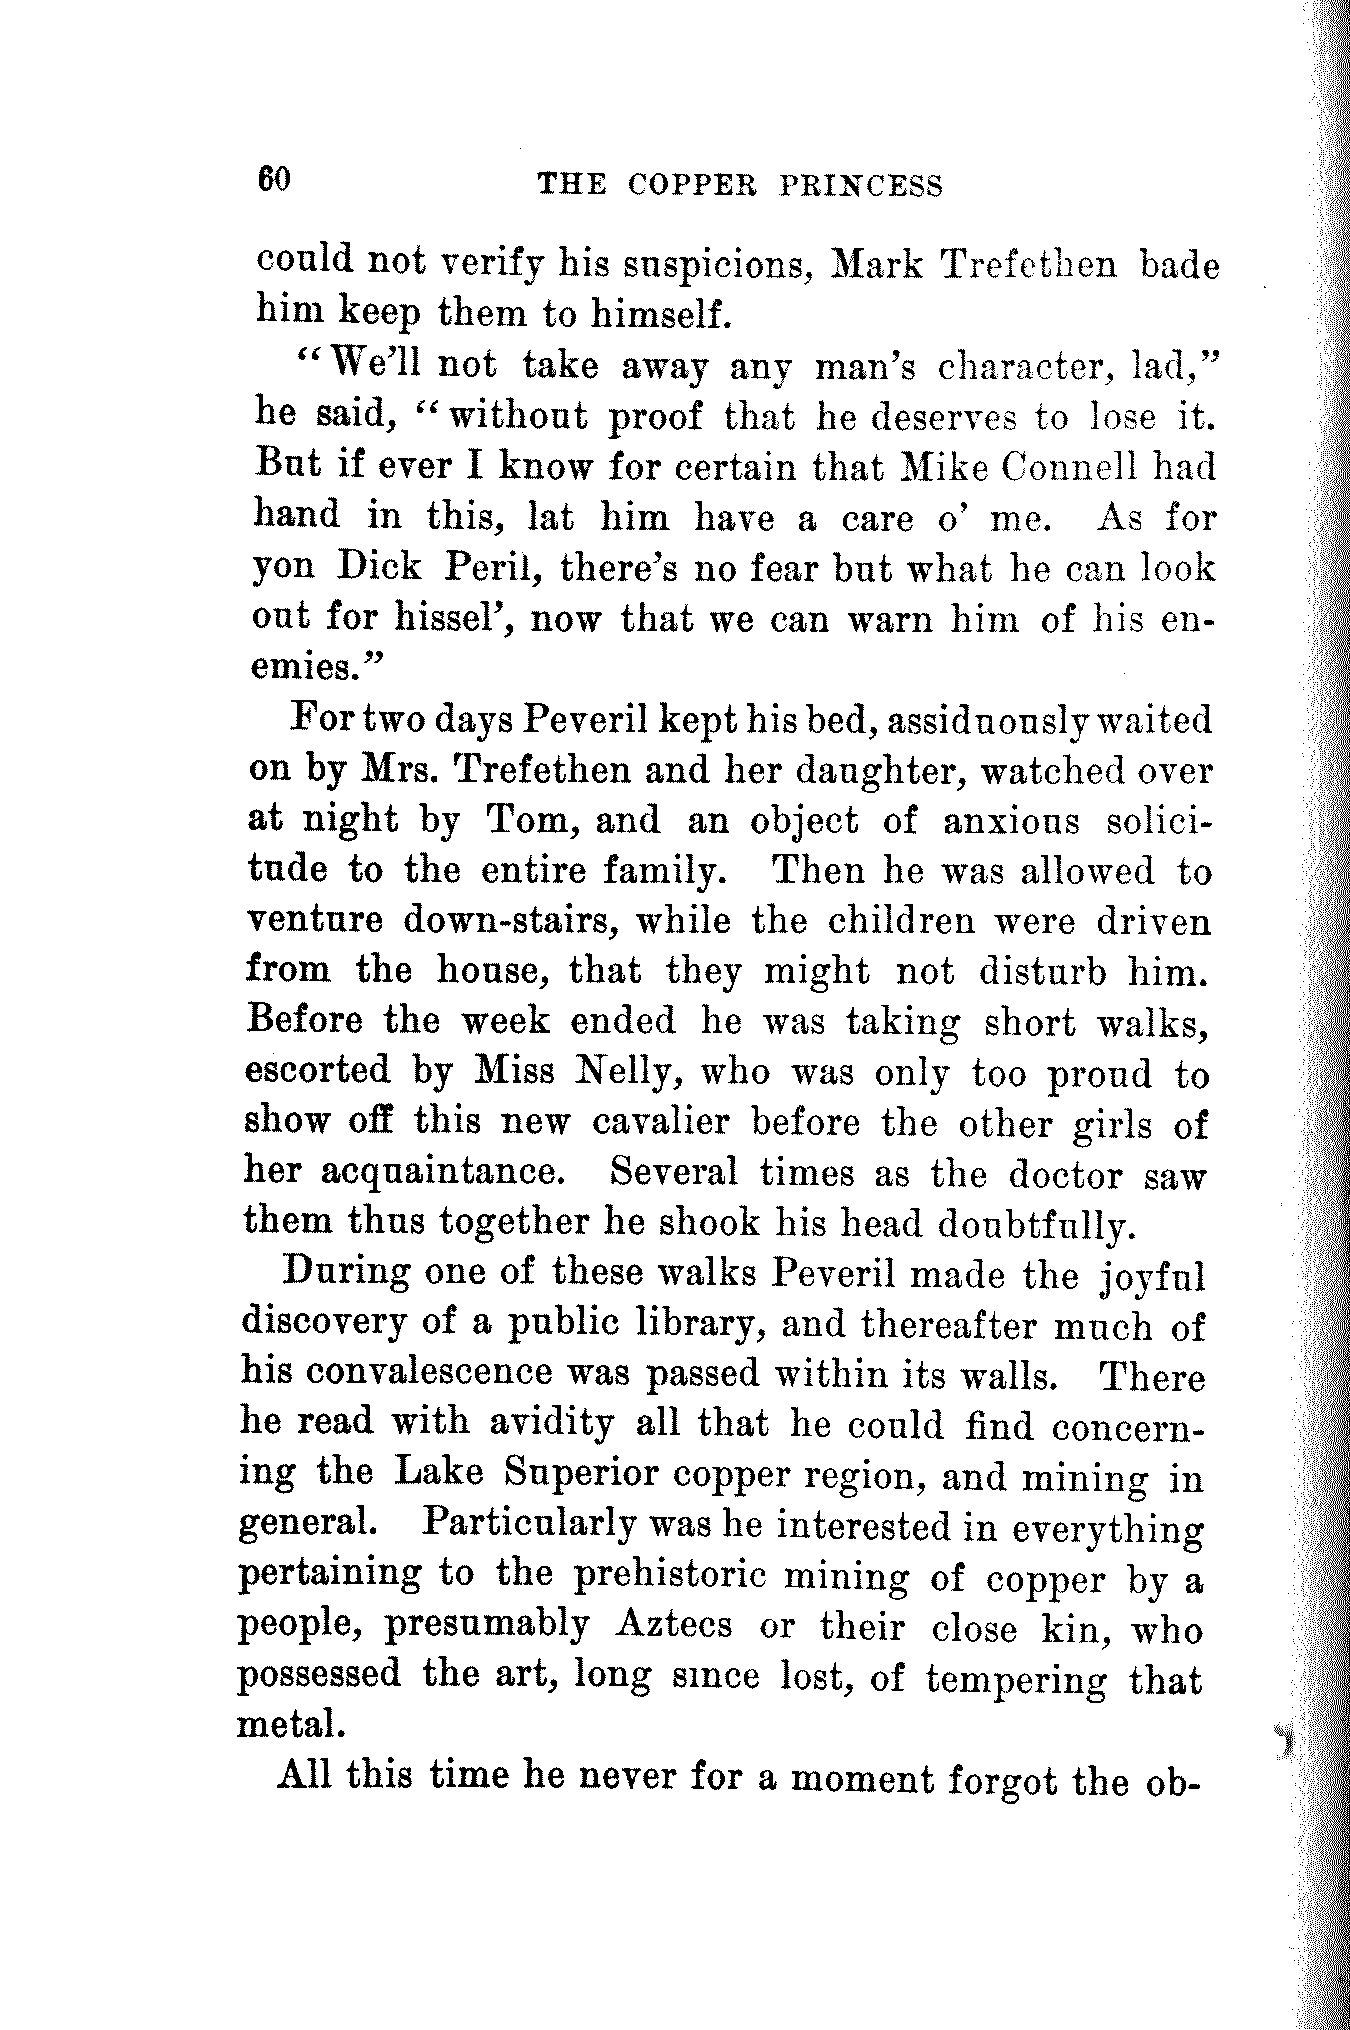 60 THE COPPER PRINCESS
could not verify his suspicions, Mark Trefethen bade
him keep them to himself.
“We’ll not take away any man’s character, lad,”
he said, “without proof that he deserves to lose it.
But if ever I know for certain that Mike Connell had
hand in this, lat him have a care o’ me. As for
yon Dick Peril, there’s no fear but what he can look
out for hissel’, now that we can warn him of his en-
emies.”
For two days Peveril kept his bed, assiduously waited
on by Mrs. Trefethen and her daughter, watched over
at night by Tom, and an object of anxious solici-
tude to the entire family. Then he was allowed to
venture down-stairs, while the children were driven
from the house, that they might not disturb him.
Before the week ended he was taking short walks,
escorted by Miss Nelly, who was only too proud to
show off this new cavalier before the other girls of
her acquaintance. Several times as the doctor saw
them thus together he shook his head doubtfully.
During one of these walks Peveril made the joyful
discovery of a public library, and thereafter much of
his convalescence was passed within its walls. There
he read with avidity all that he could find concern-
ing the Lake Superior copper region, and mining in
general. Particularly was he interested in everything
pertaining to the prehistoric mining of copper by a
people, presumably Aztecs or their close kin, who
possessed the art, long since lost, of tempering that
metal.
All this time he never for a moment forgot the ob-